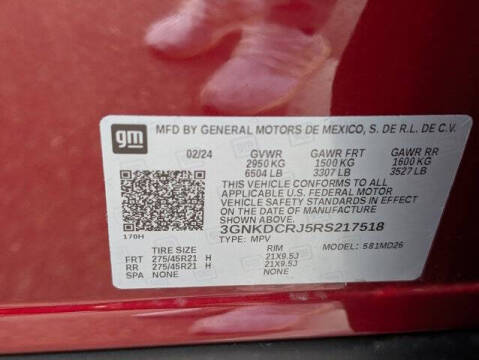 gm MFD BY GENERAL MOTORS DE MEXICO, S. DE R.L. DE C.V.
02/24 GVWR GAWR FRT GAWR RR
2950 KG 1500 KG 1600 KG
6504 LB 3307 LB 3527 LB
THIS VEHICLE CONFORMS TO ALL
APPLICABLE U.S. FEDERAL MOTOR
VEHICLE SAFETY STANDARDS IN EFFECT
ON THE DATE OF MANUFACTURE
SHOWN ABOVE.
3GNKDCRJ5RS217518
170H TYPE: MPV MODEL: 581MD26
TIRE SIZE RIM
FRT 275/45R21 H 21X9.5J
RR 275/45R21 H 21X9.5J
SPA NONE NONE